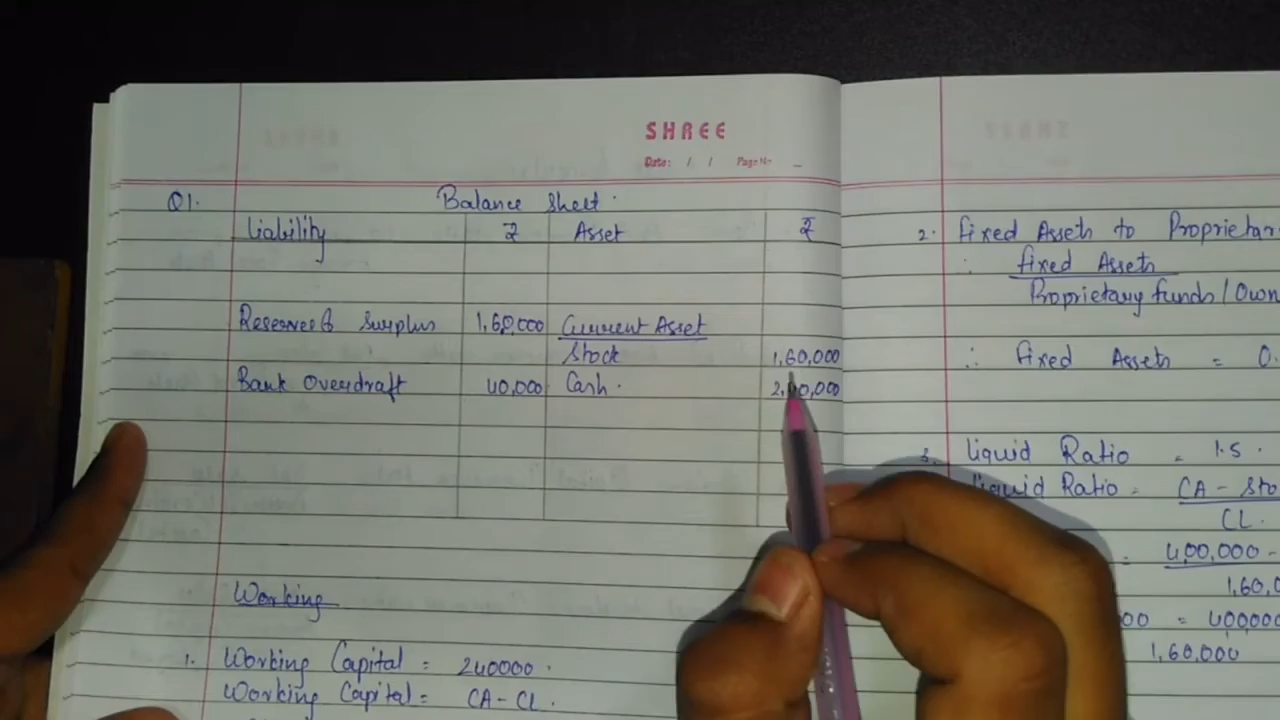 SHREE
Date: / / Page No
Q1. Balance Sheet.
Liability ₹ Asset ₹
Reserve & Surplus 1,60,000 Current Asset
Stock 1,60,000
Bank Overdraft 40,000 Cash. 2,00,000
Working
1. Working Capital = 240000.
Working Capital = CA - CL.
2. Fixed Assets to Proprietar
∴ Fixed Assets
Proprietary funds / Own
∴ Fixed Assets = 0
3. Liquid Ratio = 1.5.
Liquid Ratio = CA - Sto
CL.
= 4,00,000 -
1,60,0
00 = 400000
1,60,000